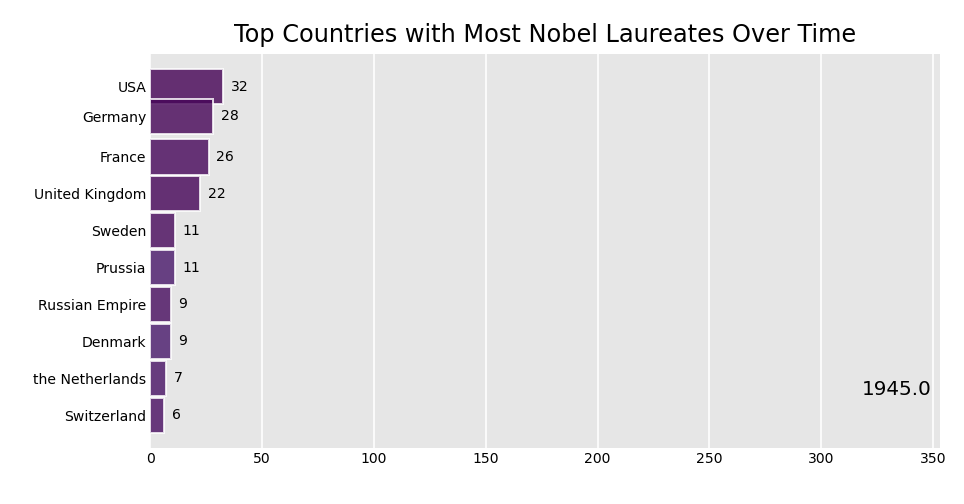 Top Countries with Most Nobel Laureates Over Time
USA 32
Germany 28
France 26
United Kingdom 22
Sweden 11
Prussia 11
Russian Empire 9
Denmark 9
the Netherlands 7
1945.0
Switzerland 6
0 50 100 150 200 250 300 350